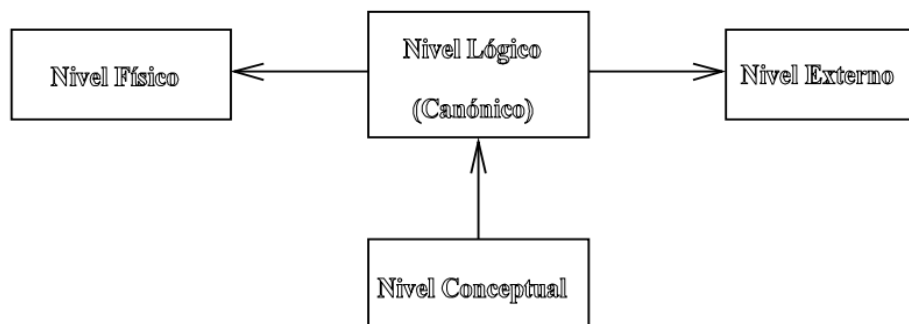 Nivel Lógico
(Canónico)
Nivel Físico
Nivel Externo
Nivel Conceptual